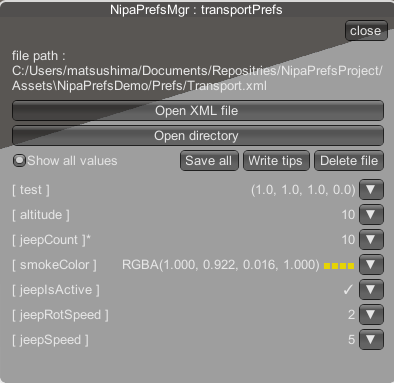 NipaPrefsMgr : transportPrefs
close
file path :
C:/Users/matsushima/Documents/Repositries/NipaPrefsProject/
Assets\NipaPrefsDemo/Prefs/Transport.xml
Open XML file
Open directory
Show all values Save all Write tips Delete file
[ test ] (1.0, 1.0, 1.0, 0.0) ▼
[ altitude ] 10 ▼
[ jeepCount ]* 10 ▼
[ smokeColor ] RGBA(1.000, 0.922, 0.016, 1.000) ■■■■ ▼
[ jeepIsActive ] ✓ ▼
[ jeepRotSpeed ] 2 ▼
[ jeepSpeed ] 5 ▼